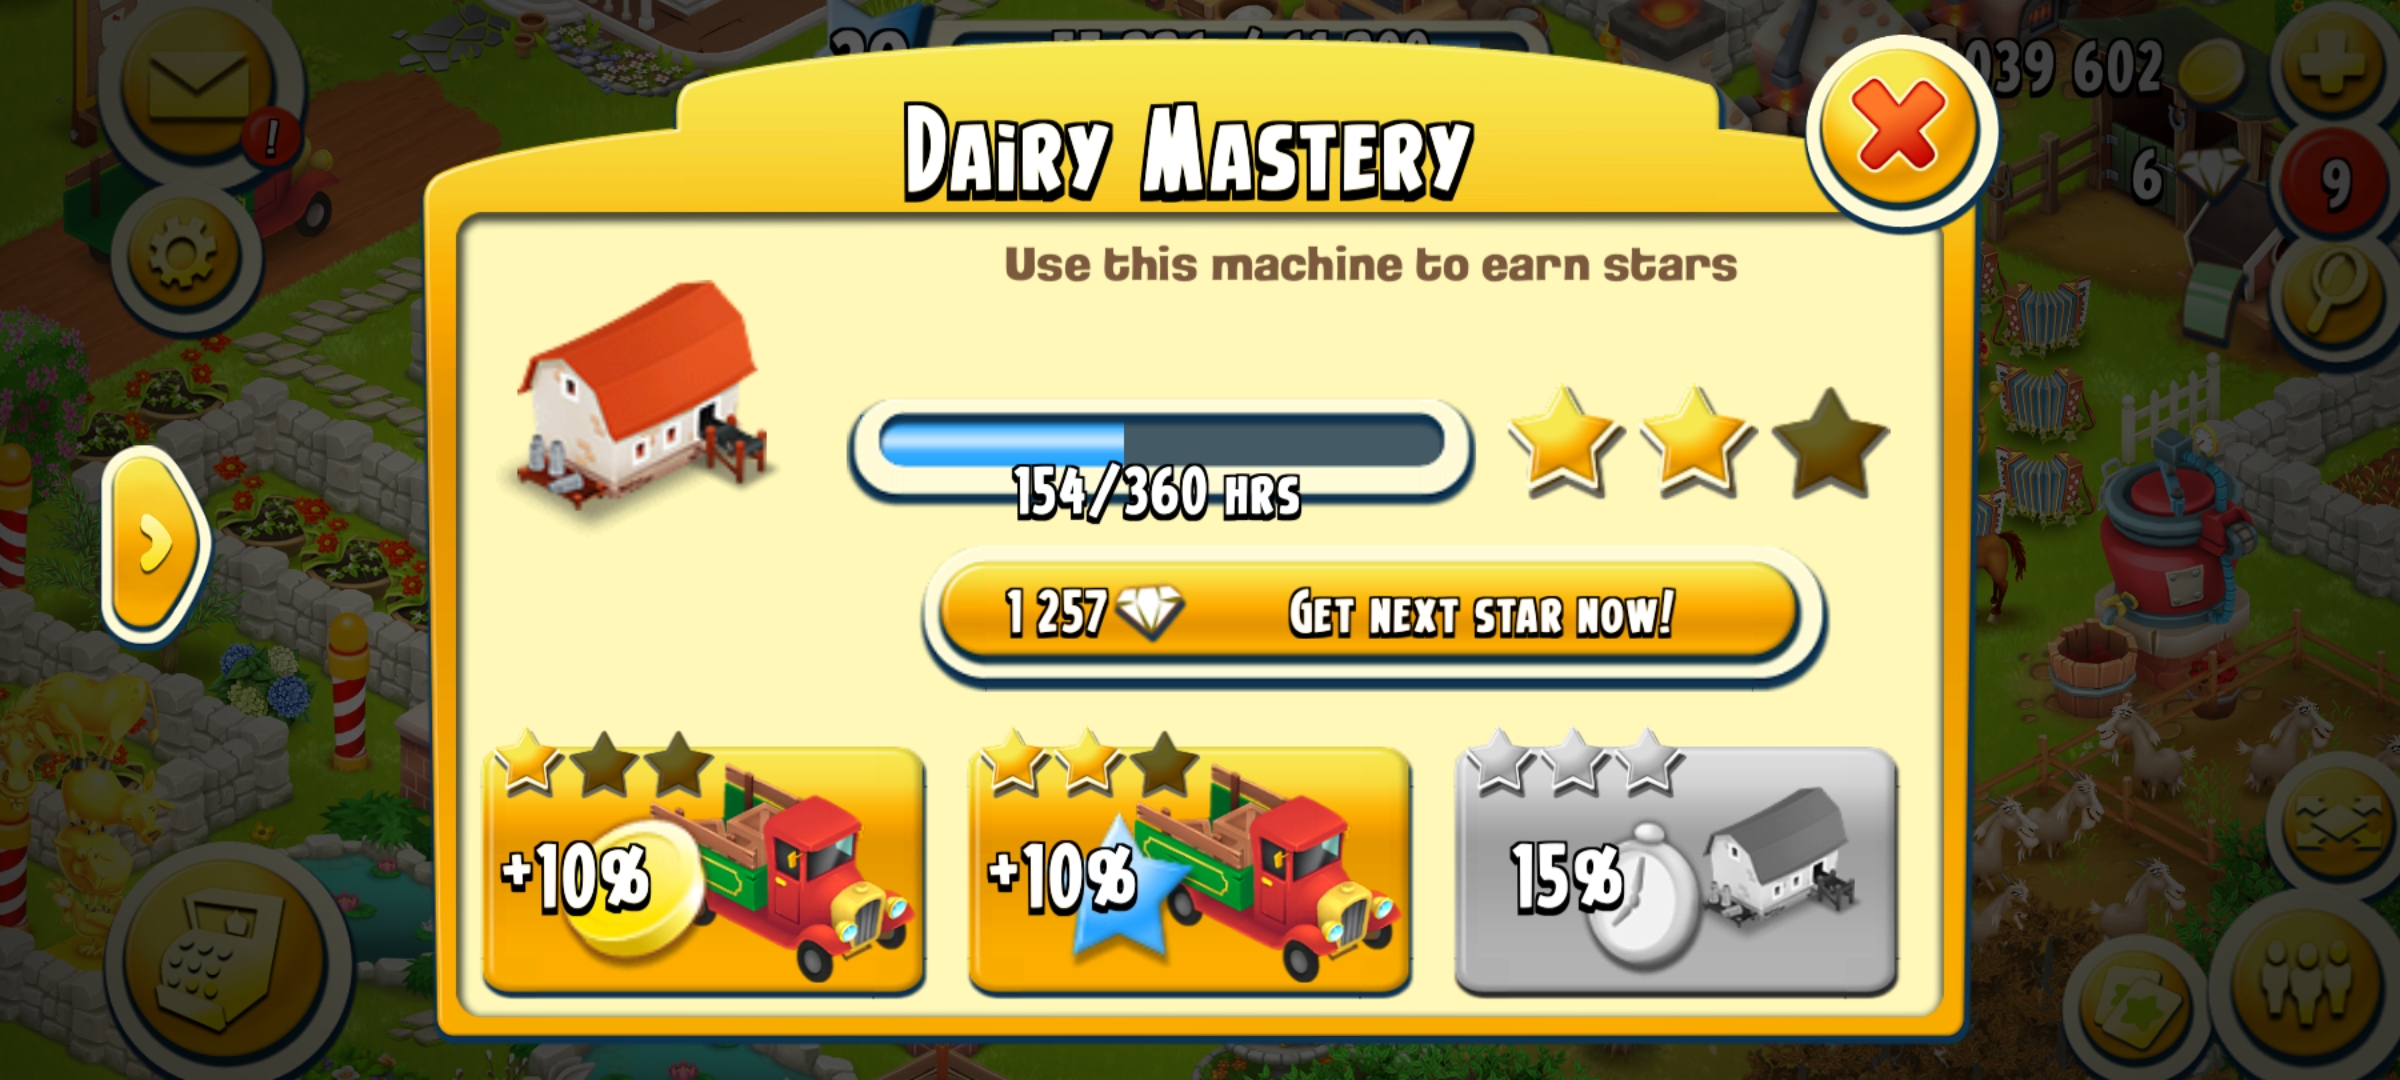 Dairy Mastery
Use this machine to earn stars
154/360 HRS
1 257 Get next star now!
+10%
+10%
15%
039 602
6
9
!